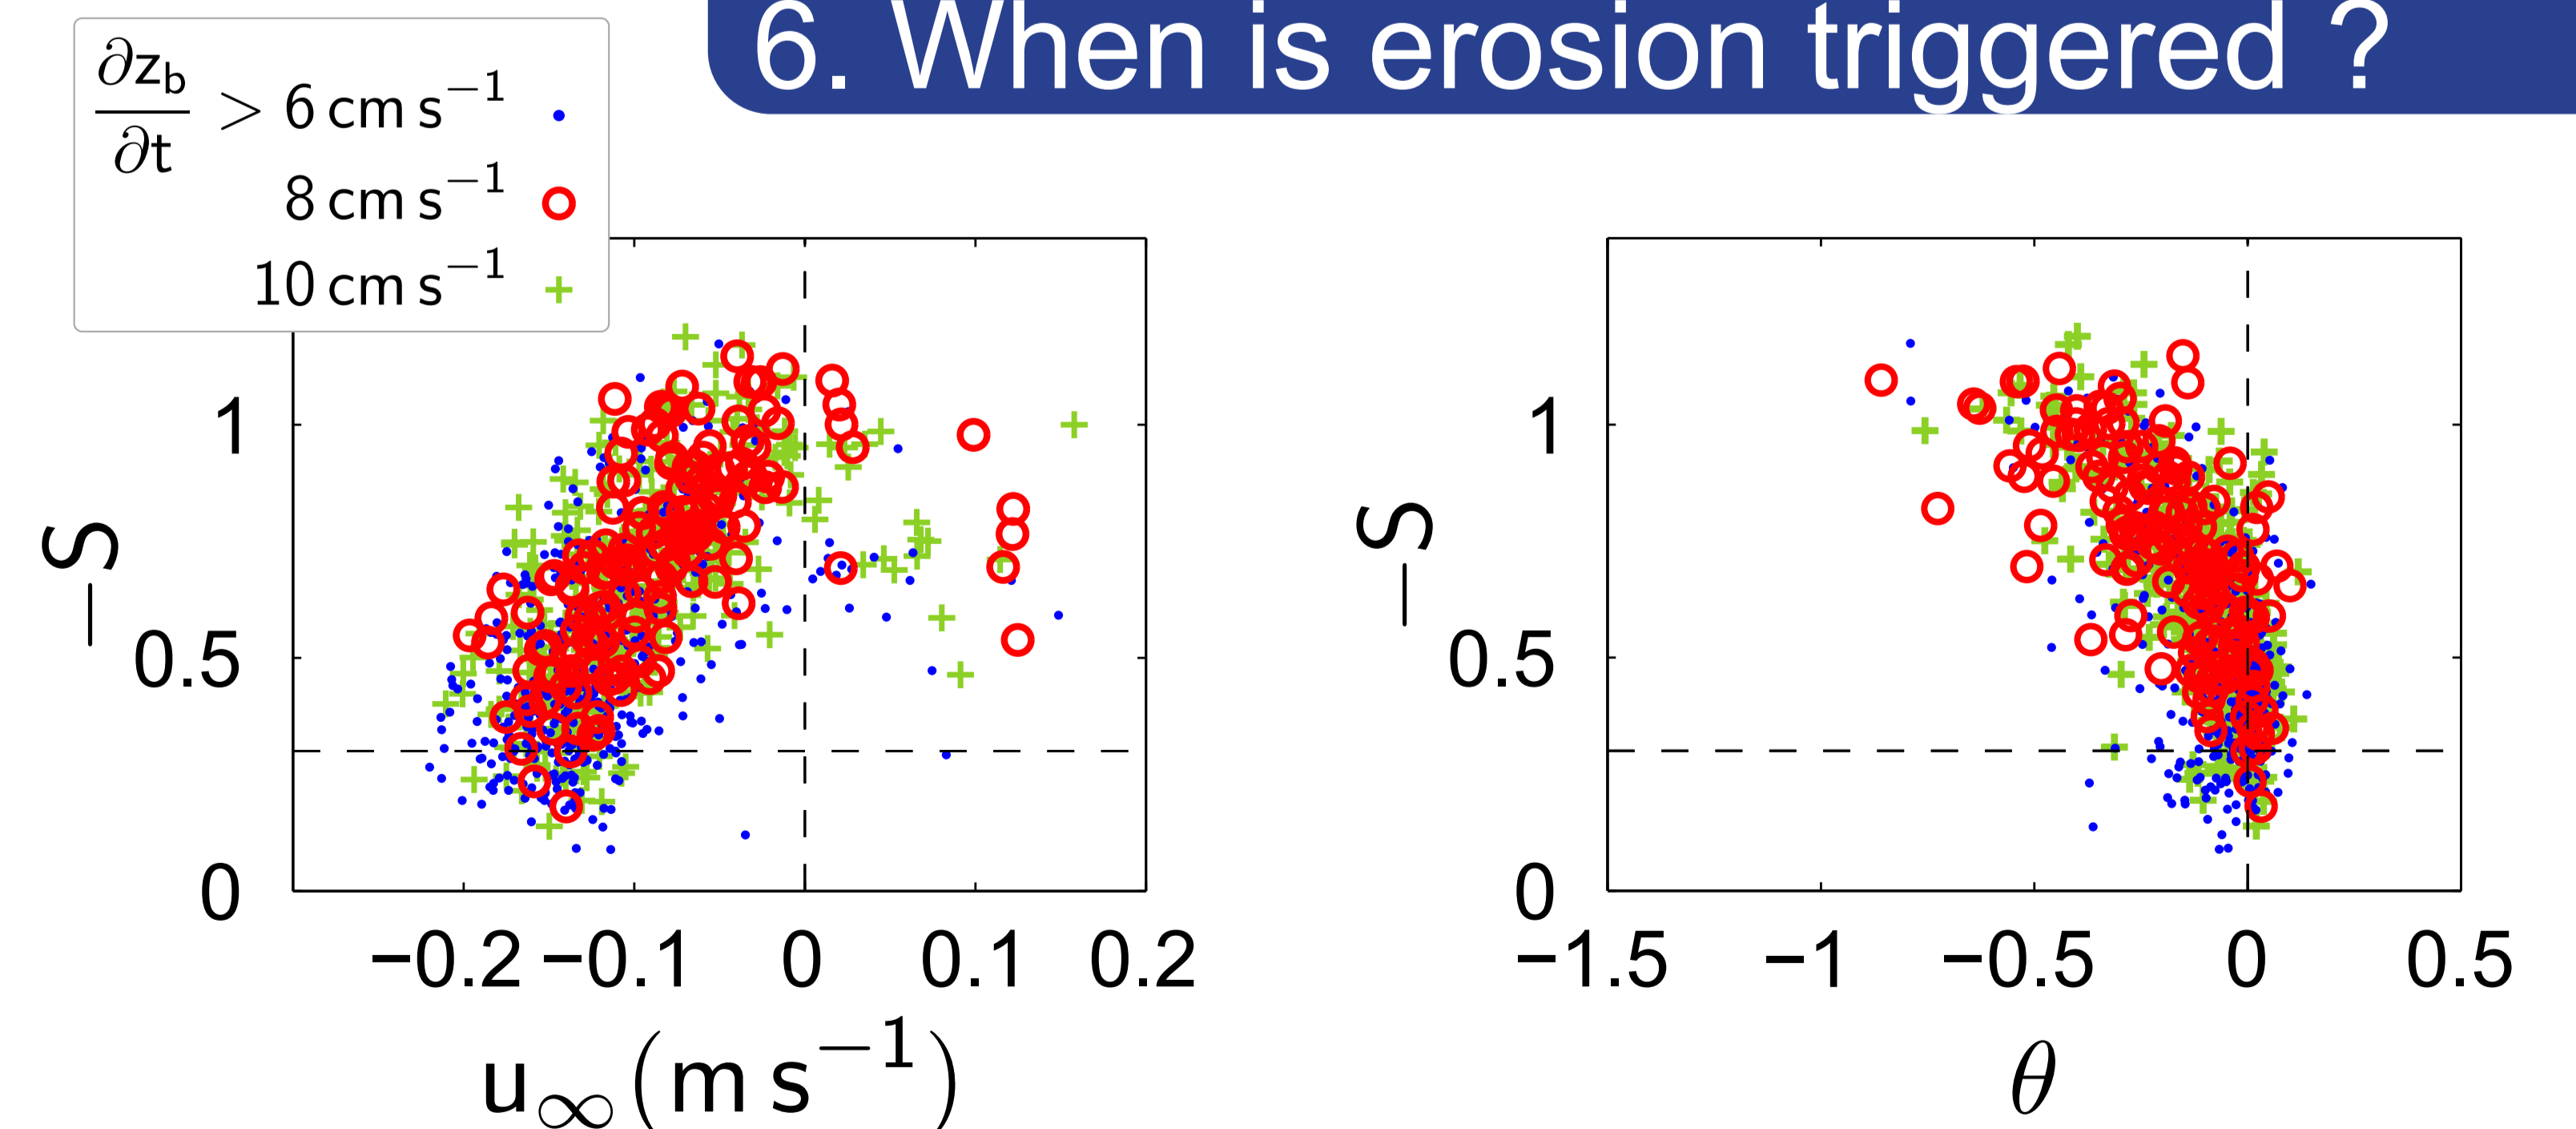 6. When is erosion triggered ?
∂z_b/∂t > 6 cm s⁻¹
8 cm s⁻¹
10 cm s⁻¹
−S
1
0.5
0
−0.2 −0.1 0 0.1 0.2
u∞(m s⁻¹)
−S
1
0.5
0
−1.5 −1 −0.5 0 0.5
θ